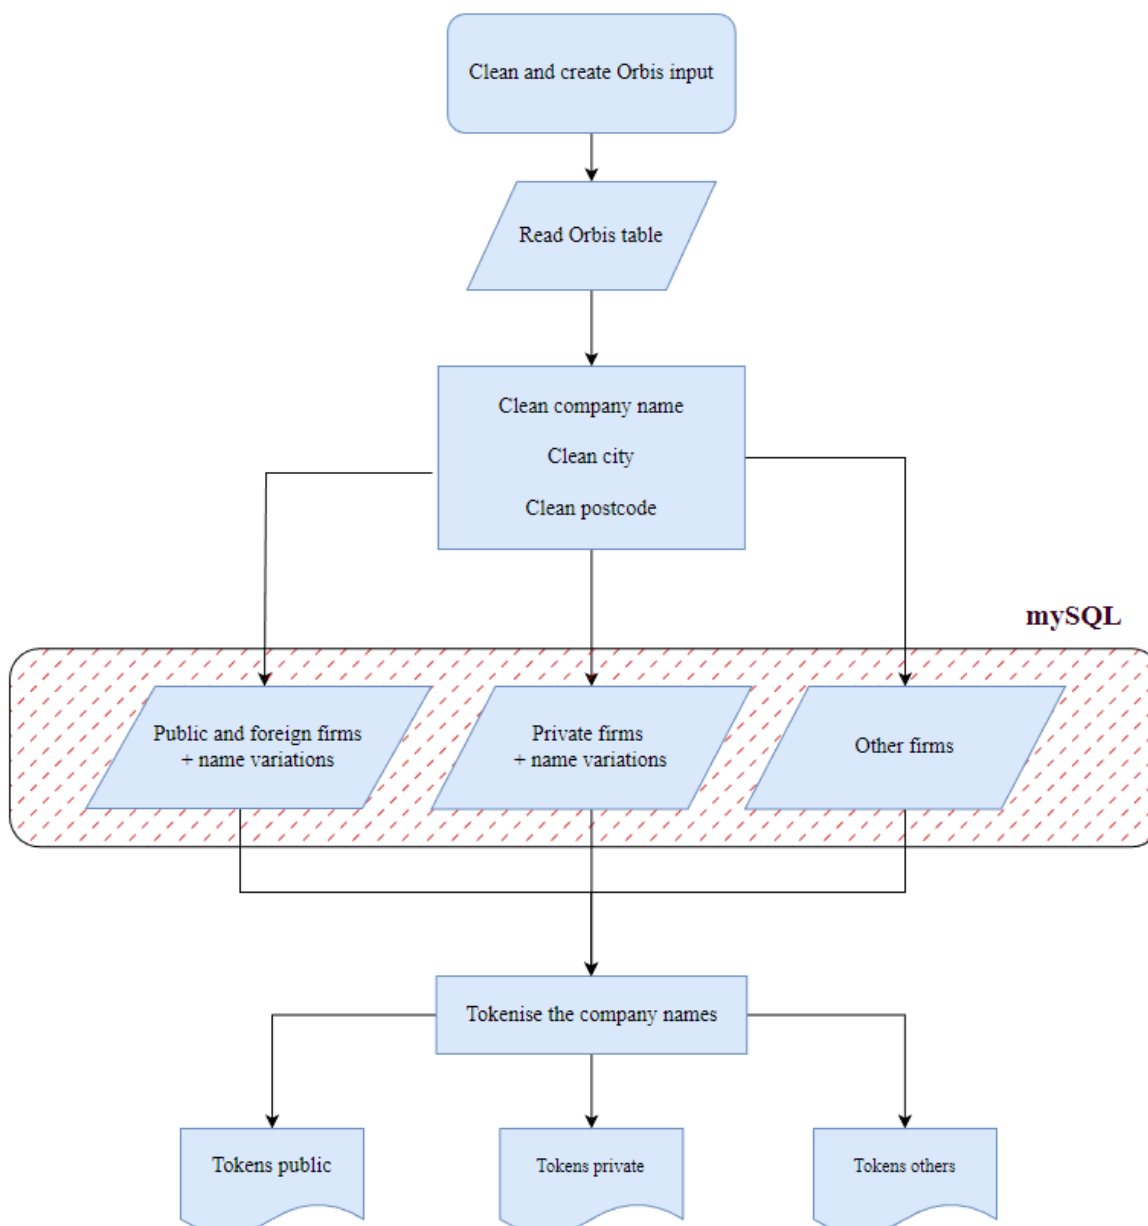 Clean and create Orbis input
Read Orbis table
Clean company name
Clean city
Clean postcode
mySQL
Public and foreign firms
+ name variations
Private firms
+ name variations
Other firms
Tokenise the company names
Tokens public
Tokens private
Tokens others